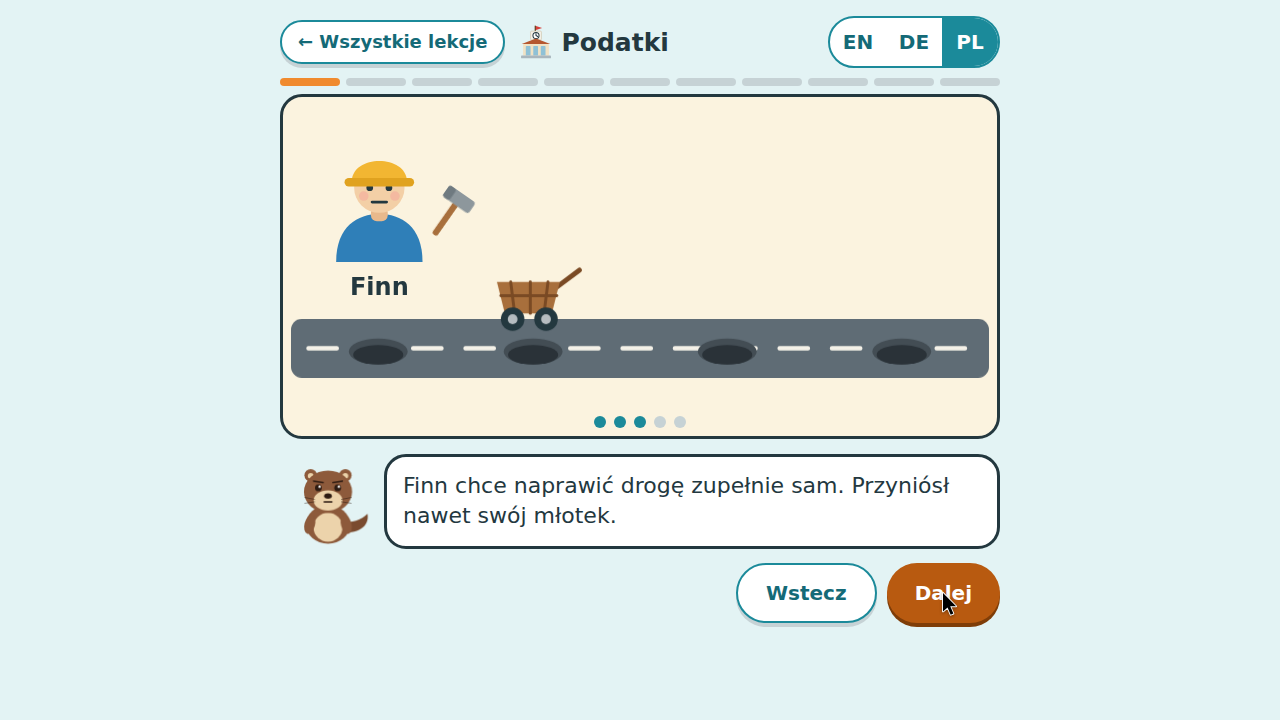 ← Wszystkie lekcje
Podatki
EN DE PL
Finn
Finn chce naprawić drogę zupełnie sam. Przyniósł
nawet swój młotek.
Wstecz
Dalej